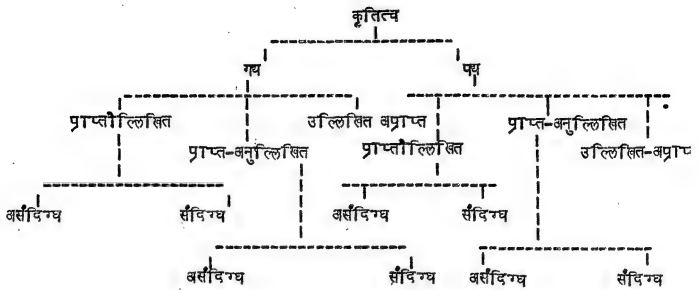 कृतित्व
गद्य पद्य
प्राप्तोल्लिखित उल्लिखित अप्राप्त प्राप्त-अनुल्लिखित
प्राप्त-अनुल्लिखित प्राप्तोल्लिखित उल्लिखित-अप्राप्
असंदिग्ध संदिग्ध असंदिग्ध संदिग्ध
असंदिग्ध संदिग्ध असंदिग्ध संदिग्ध